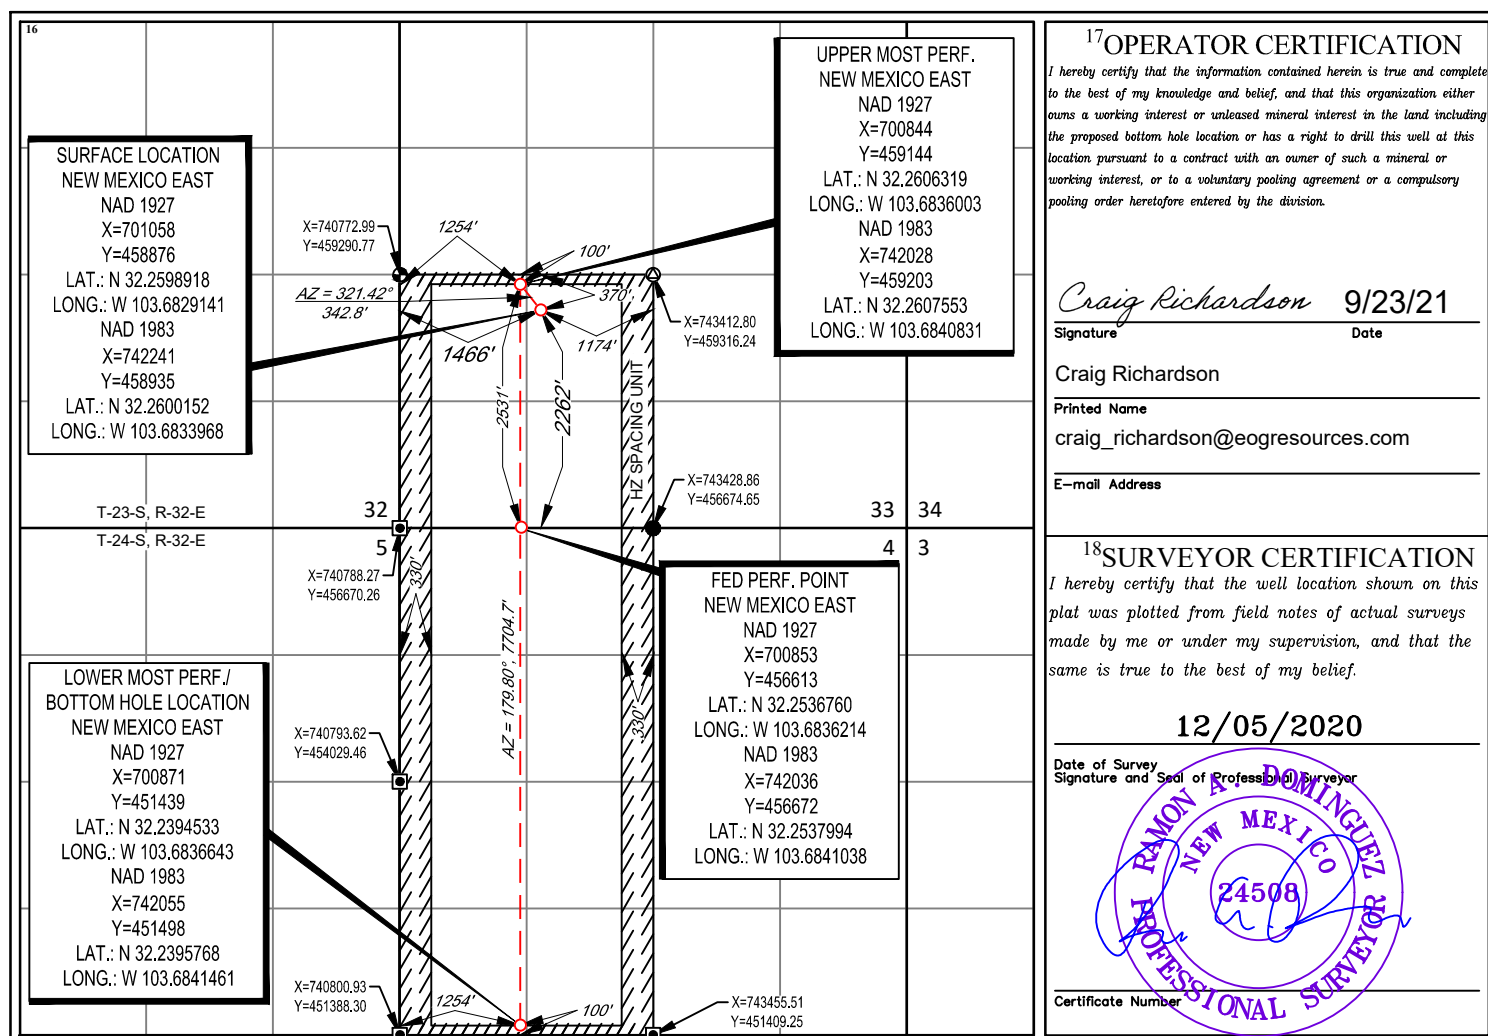 16
SURFACE LOCATION
NEW MEXICO EAST
NAD 1927
X=701058
Y=458876
LAT.: N 32.2598918
LONG.: W 103.6829141
NAD 1983
X=742241
Y=458935
LAT.: N 32.2600152
LONG.: W 103.6833968
UPPER MOST PERF.
NEW MEXICO EAST
NAD 1927
X=700844
Y=459144
LAT.: N 32.2606319
LONG.: W 103.6836003
NAD 1983
X=742028
Y=459203
LAT.: N 32.2607553
LONG.: W 103.6840831
X=740772.99
Y=459290.77
1254'
100'
AZ = 321.42°
342.8'
370'
1466'
1174'
X=743412.80
Y=459316.24
2531'
2262'
HZ SPACING UNIT
X=743428.86
Y=456674.65
T-23-S, R-32-E
32
33
34
T-24-S, R-32-E
5
4
3
X=740788.27
Y=456670.26
330'
AZ = 179.80°, 7704.7'
330'
FED PERF. POINT
NEW MEXICO EAST
NAD 1927
X=700853
Y=456613
LAT.: N 32.2536760
LONG.: W 103.6836214
NAD 1983
X=742036
Y=456672
LAT.: N 32.2537994
LONG.: W 103.6841038
LOWER MOST PERF./
BOTTOM HOLE LOCATION
NEW MEXICO EAST
NAD 1927
X=700871
Y=451439
LAT.: N 32.2394533
LONG.: W 103.6836643
NAD 1983
X=742055
Y=451498
LAT.: N 32.2395768
LONG.: W 103.6841461
X=740793.62
Y=454029.46
X=740800.93
Y=451388.30
1254'
100'
X=743455.51
Y=451409.25
17OPERATOR CERTIFICATION
I hereby certify that the information contained herein is true and complete
to the best of my knowledge and belief, and that this organization either
owns a working interest or unleased mineral interest in the land including
the proposed bottom hole location or has a right to drill this well at this
location pursuant to a contract with an owner of such a mineral or
working interest, or to a voluntary pooling agreement or a compulsory
pooling order heretofore entered by the division.
Craig Richardson 9/23/21
Signature Date
Craig Richardson
Printed Name
craig_richardson@eogresources.com
E-mail Address
18SURVEYOR CERTIFICATION
I hereby certify that the well location shown on this
plat was plotted from field notes of actual surveys
made by me or under my supervision, and that the
same is true to the best of my belief.
12/05/2020
Date of Survey
Signature and Seal of Professional Surveyor
RAMON A. DOMINGUEZ
NEW MEXICO
24508
PROFESSIONAL SURVEYOR
Certificate Number